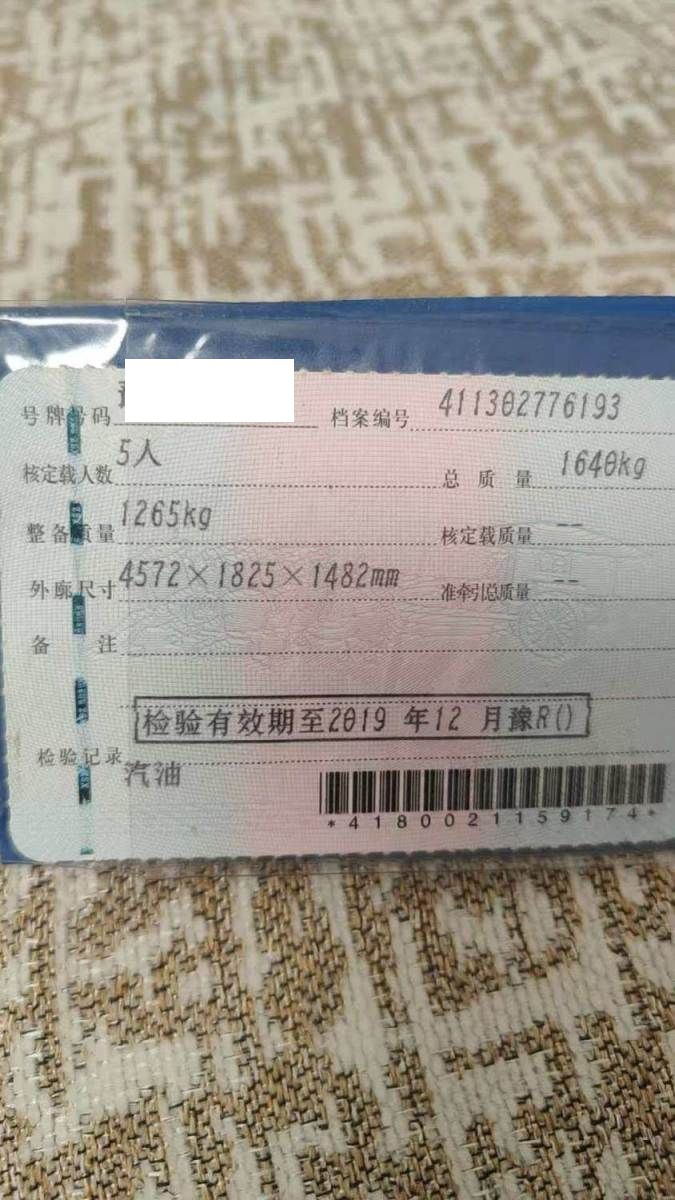 号牌号码 档案编号 411302776193
核定载人数 5人 总质量 1640kg
整备质量 1265kg 核定载质量 --
外廓尺寸 4572×1825×1482mm 准牵引总质量 --
备注
检验有效期至2019年12月豫R()
检验记录
汽油
*4180021159174*